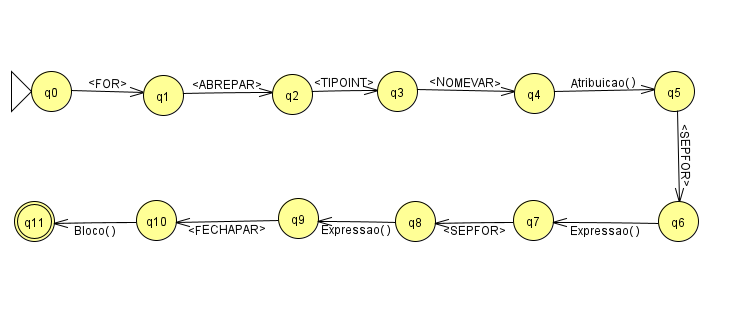 <FOR>
<ABREPAR>
<TIPOINT>
<NOMEVAR>
Atribuicao( )
q0
q1
q2
q3
q4
q5
<SEPFOR>
q11
q10
q9
q8
q7
q6
Bloco( )
<FECHAPAR>
Expressao( )
<SEPFOR>
Expressao( )